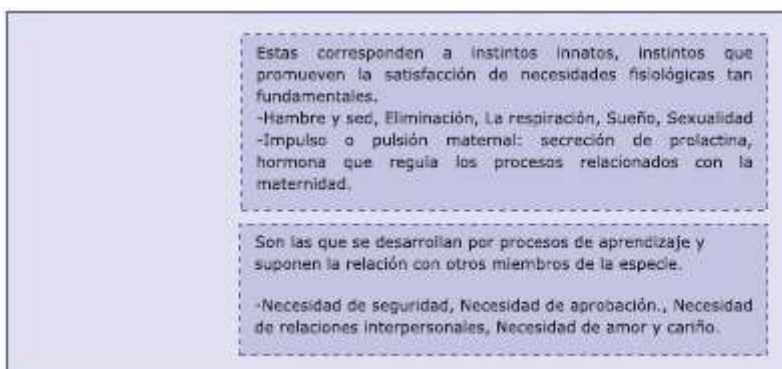 Estas corresponden a instintos innatos, instintos que
promueven la satisfacción de necesidades fisiológicas tan
fundamentales.
-Hambre y sed, Eliminación, La respiración, Sueño, Sexualidad
-Impulso o pulsión maternal: secreción de prolactina,
hormona que regula los procesos relacionados con la
maternidad.
Son las que se desarrollan por procesos de aprendizaje y
suponen la relación con otros miembros de la especie.
-Necesidad de seguridad, Necesidad de aprobación., Necesidad
de relaciones interpersonales, Necesidad de amor y cariño.